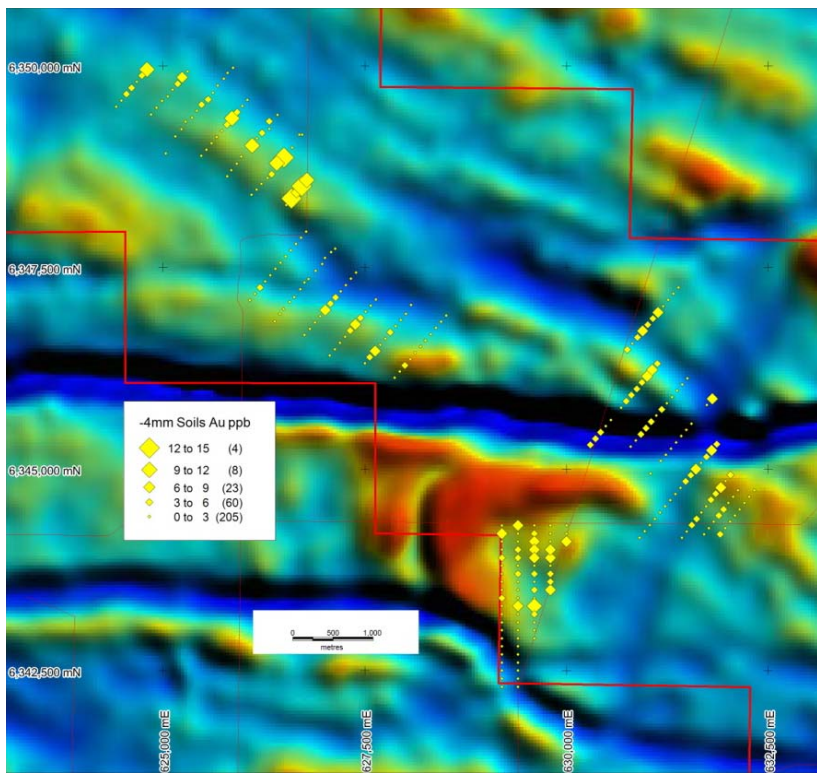 6,350,000 mN
6,347,500 mN
-4mm Soils Au ppb
12 to 15 (4)
9 to 12 (8)
6 to 9 (23)
3 to 6 (60)
0 to 3 (205)
6,345,000 mN
0 500 1,000
metres
6,342,500 mN
625,000 mE
627,500 mE
630,000 mE
632,500 mE